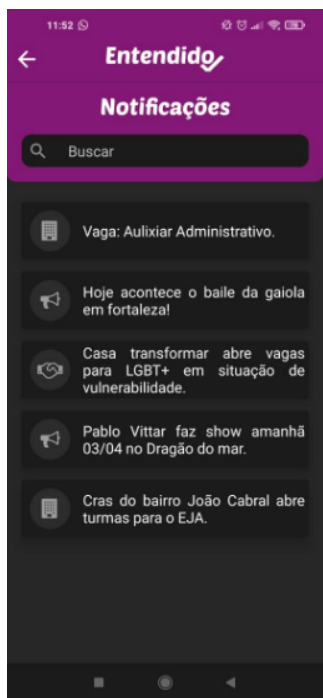 11:52
Entendido
Notificações
Buscar
Vaga: Aulixiar Administrativo.
Hoje acontece o baile da gaiola
em fortaleza!
Casa transformar abre vagas
para LGBT+ em situação de
vulnerabilidade.
Pablo Vittar faz show amanhã
03/04 no Dragão do mar.
Cras do bairro João Cabral abre
turmas para o EJA.